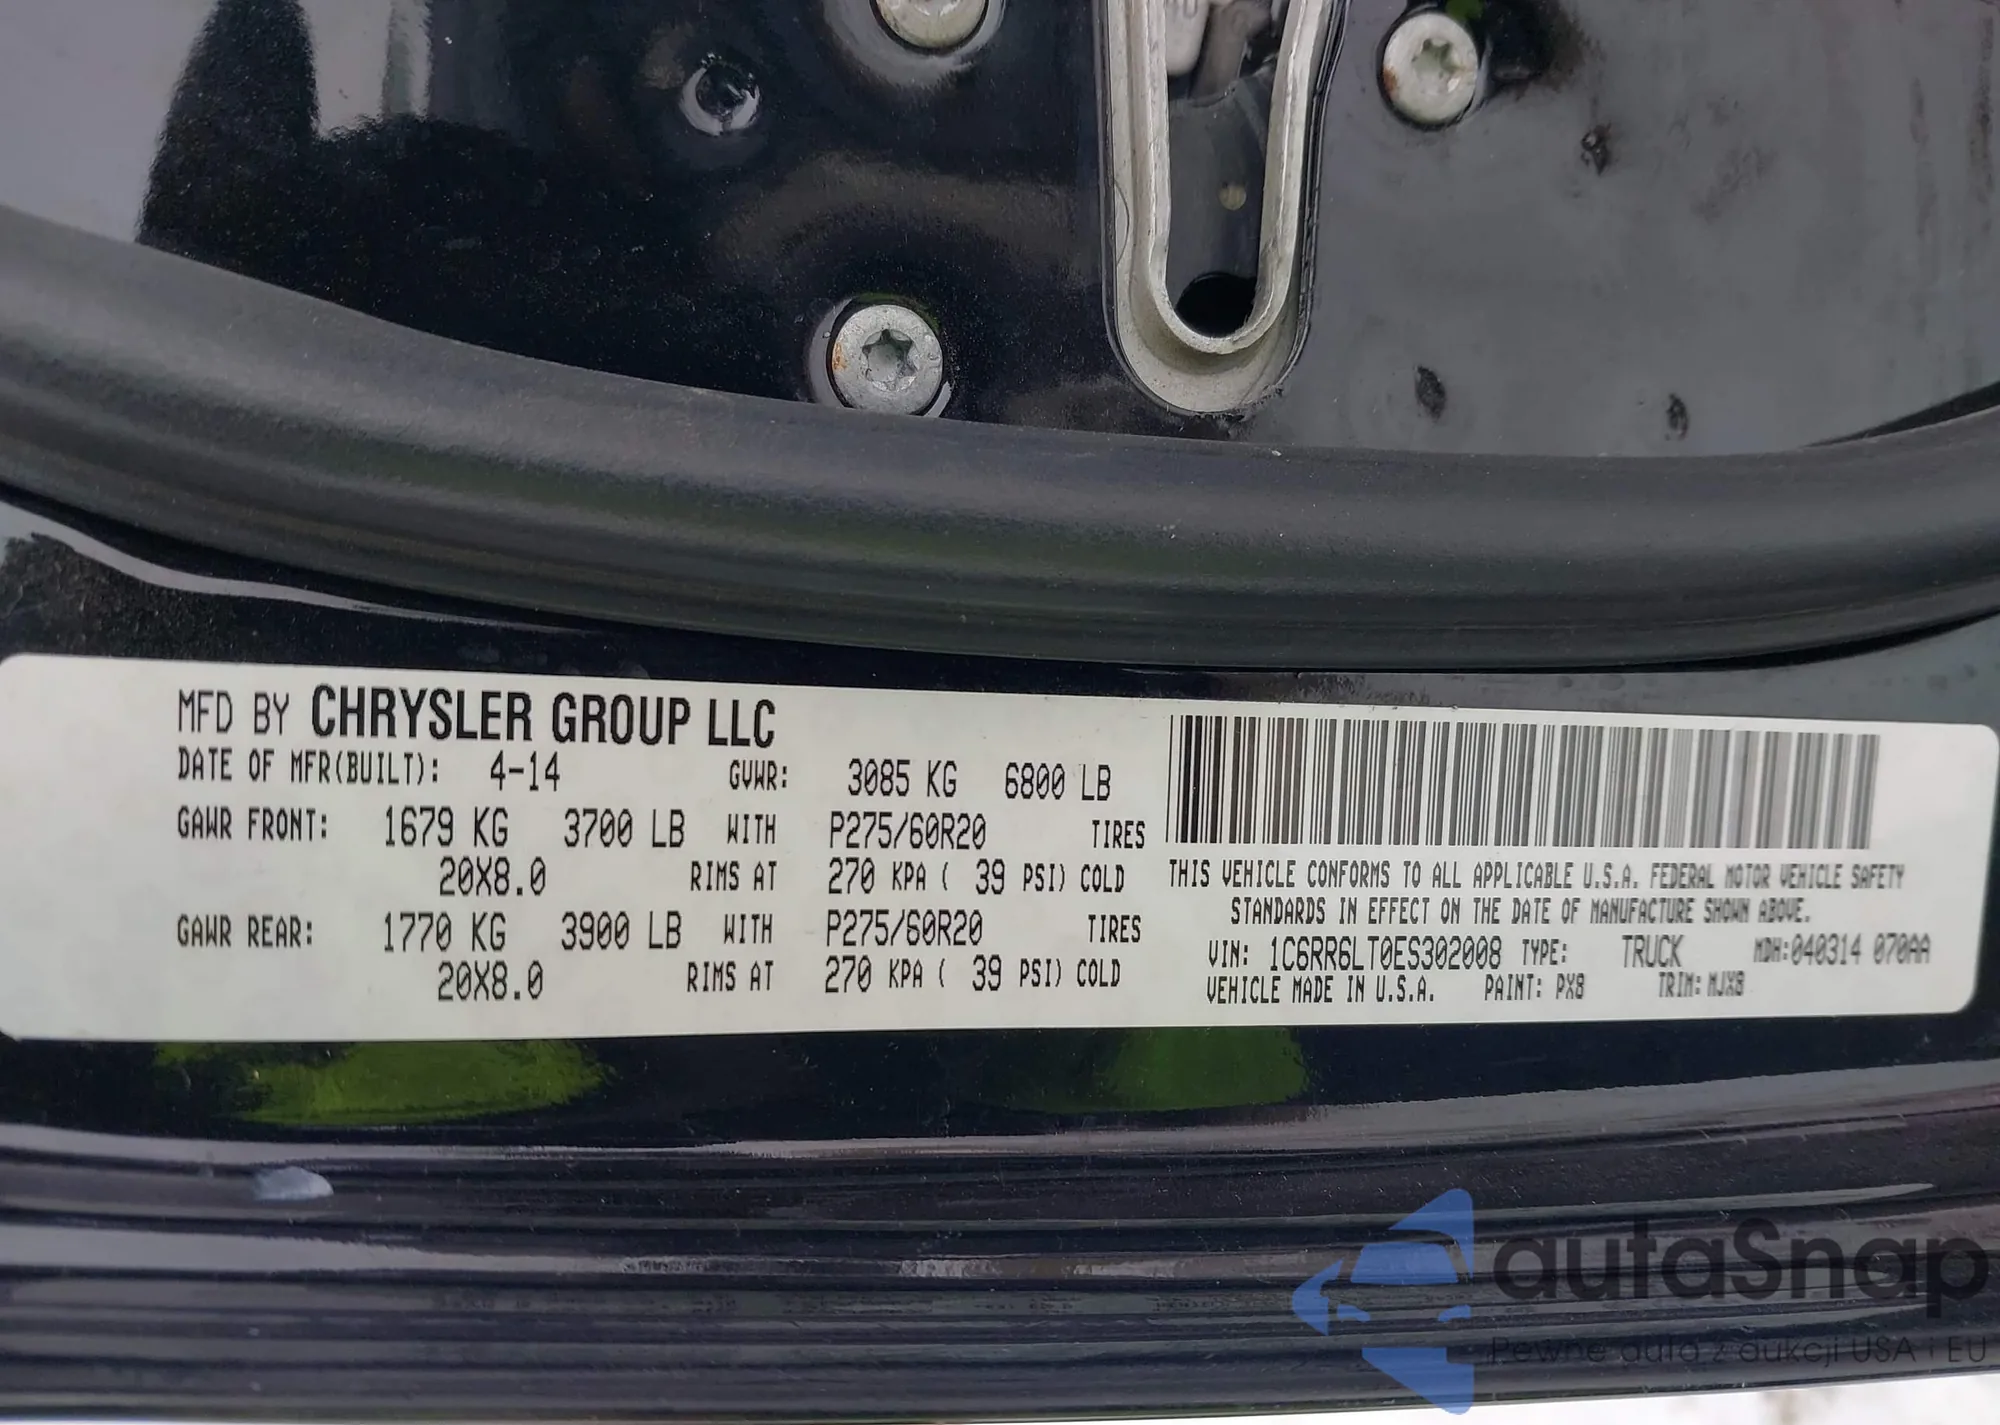 MFD BY CHRYSLER GROUP LLC
DATE OF MFR(BUILT): 4-14 GVWR: 3085 KG 6800 LB
GAWR FRONT: 1679 KG 3700 LB WITH P275/60R20 TIRES
20X8.0 RIMS AT 270 KPA ( 39 PSI) COLD
GAWR REAR: 1770 KG 3900 LB WITH P275/60R20 TIRES
20X8.0 RIMS AT 270 KPA ( 39 PSI) COLD
THIS VEHICLE CONFORMS TO ALL APPLICABLE U.S.A. FEDERAL MOTOR VEHICLE SAFETY
STANDARDS IN EFFECT ON THE DATE OF MANUFACTURE SHOWN ABOVE.
VIN: 1C6RR6LT0ES302008 TYPE: TRUCK MDH:040314 070AA
VEHICLE MADE IN U.S.A. PAINT: PX8 TRIM: MJX8
autaSnap
Pewne auto z aukcji USA i EU